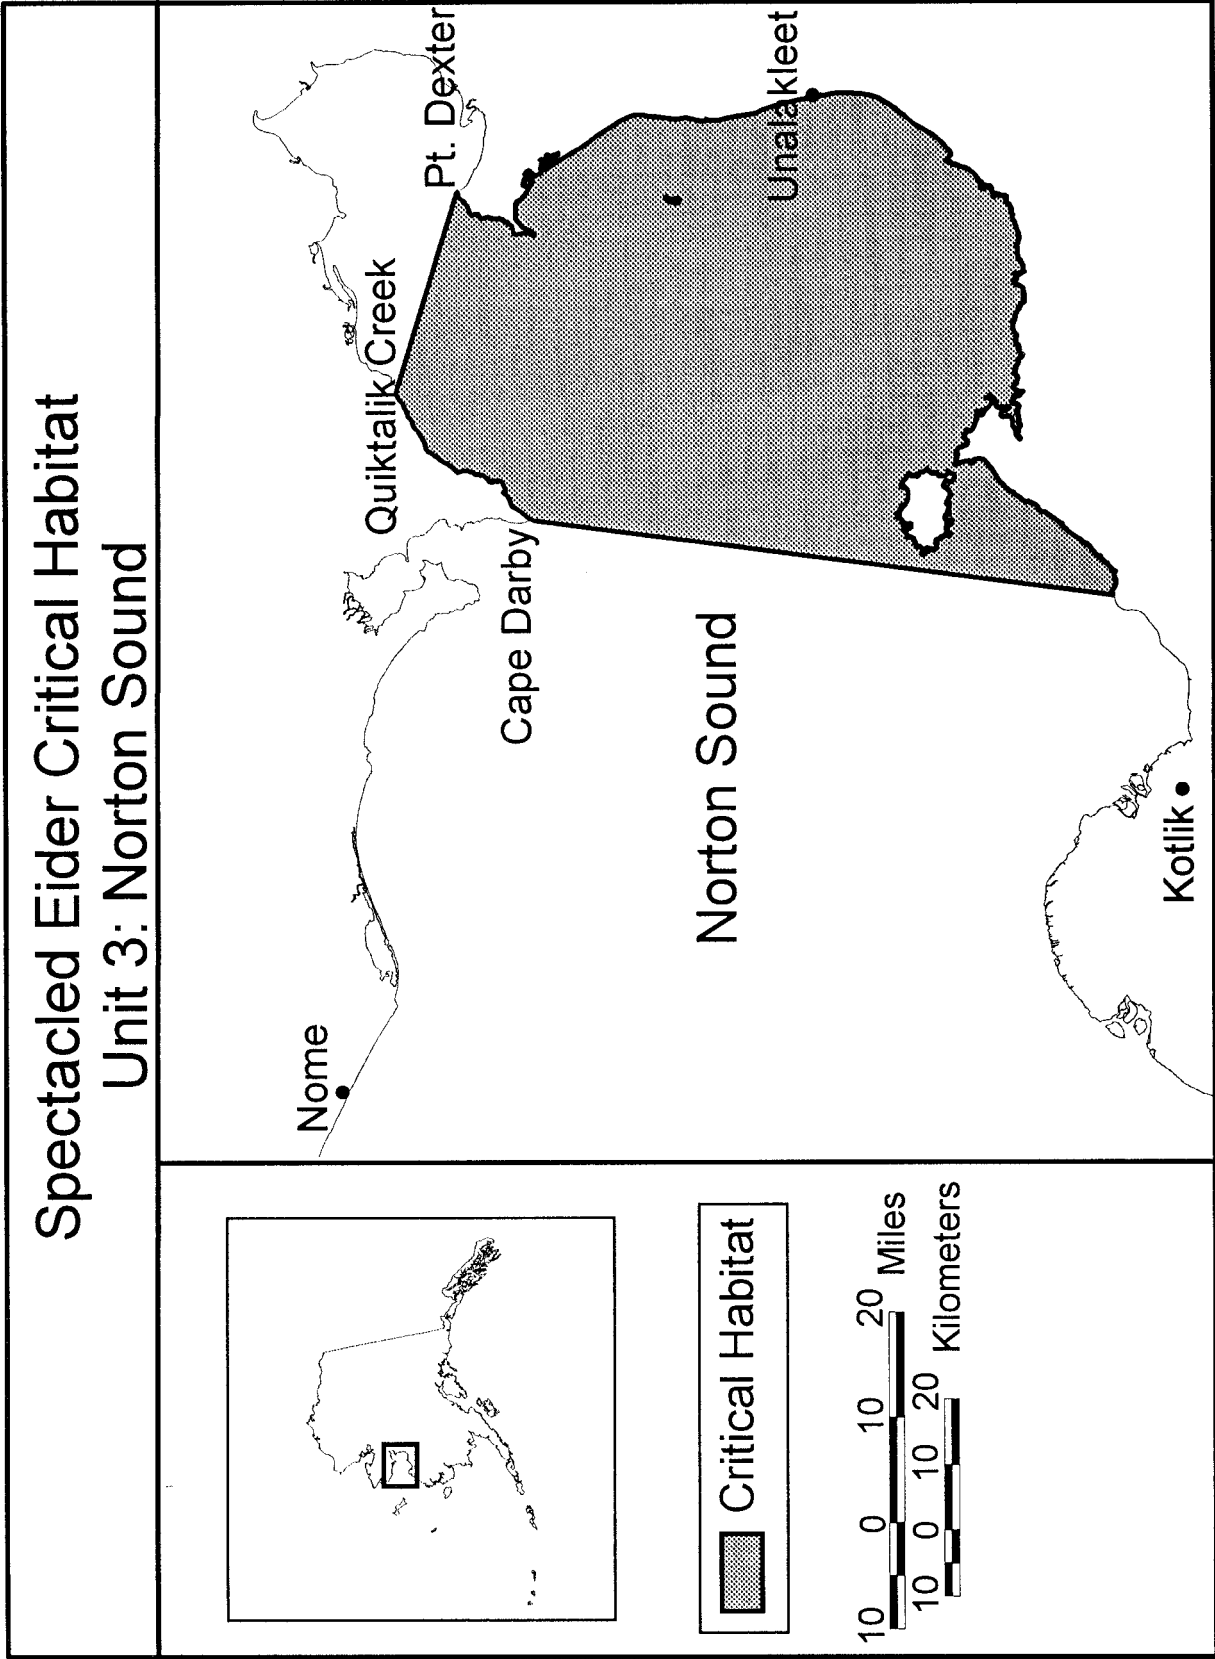 Spectacled Eider Critical Habitat
Unit 3: Norton Sound
Nome
Quiktalik Creek
Pt. Dexter
Cape Darby
Norton Sound
Unalakleet
Kotlik
Critical Habitat
10 0 10 20 Miles
10 0 10 20 Kilometers